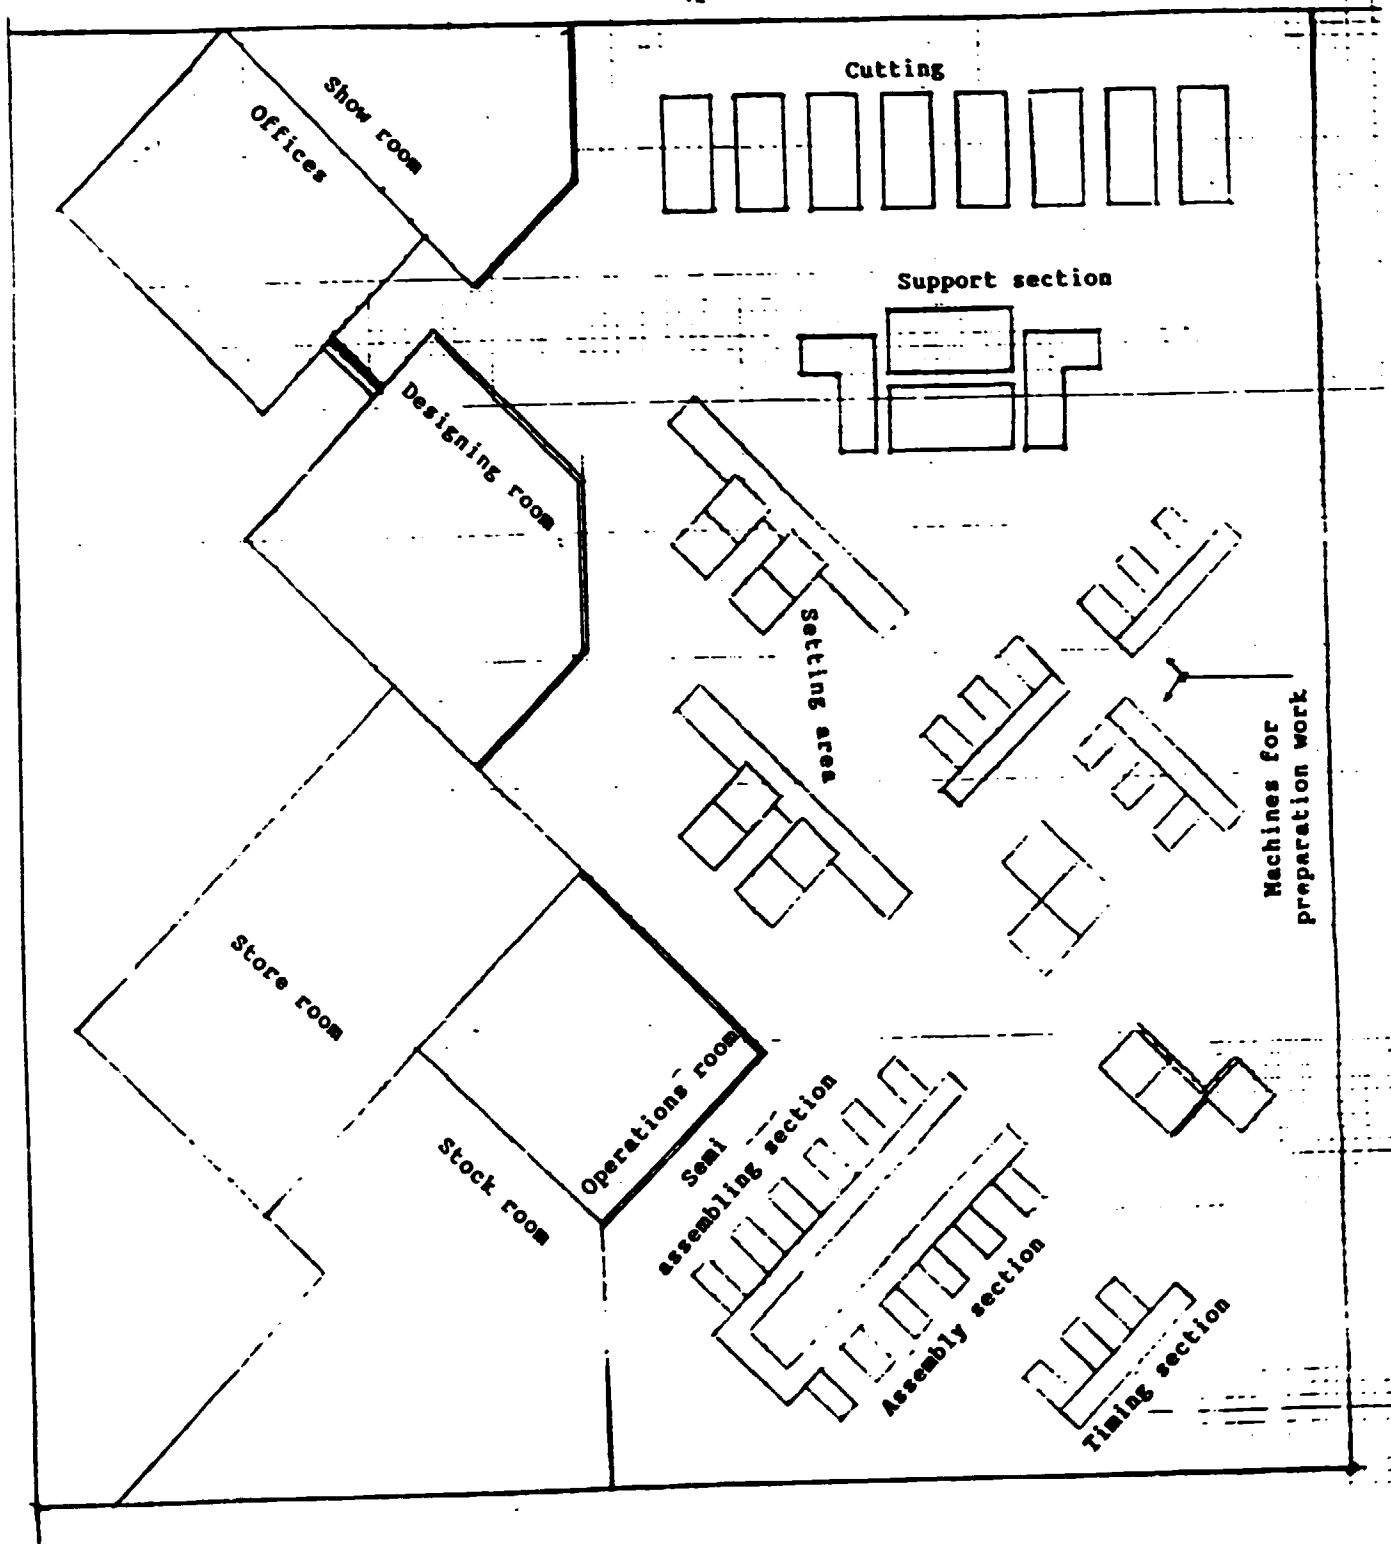 Cutting
Show room
Offices
Support section
Designing room
Setting area
Machines for
preparation work
Store room
Operations room
Semi
assembling section
Stock room
Assembly section
Timing section